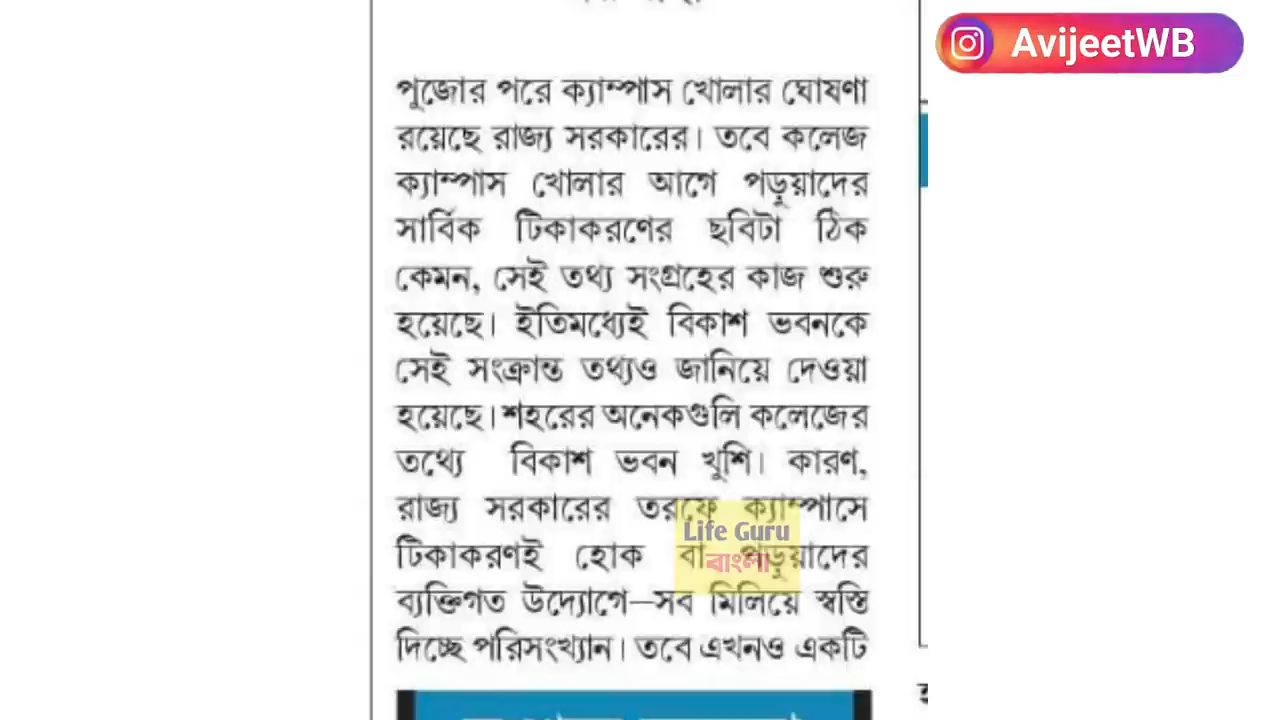 AvijeetWB
পুজোর পরে ক্যাম্পাস খোলার ঘোষণা
রয়েছে রাজ্য সরকারের। তবে কলেজ
ক্যাম্পাস খোলার আগে পড়ুয়াদের
সার্বিক টিকাকরণের ছবিটা ঠিক
কেমন, সেই তথ্য সংগ্রহের কাজ শুরু
হয়েছে। ইতিমধ্যেই বিকাশ ভবনকে
সেই সংক্রান্ত তথ্যও জানিয়ে দেওয়া
হয়েছে। শহরের অনেকগুলি কলেজের
তথ্যে বিকাশ ভবন খুশি। কারণ,
রাজ্য সরকারের তরফে ক্যাম্পাসে
টিকাকরণই হোক বা পড়ুয়াদের
ব্যক্তিগত উদ্যোগে—সব মিলিয়ে স্বস্তি
দিচ্ছে পরিসংখ্যান। তবে এখনও একটি
Life Guru
বাংলা